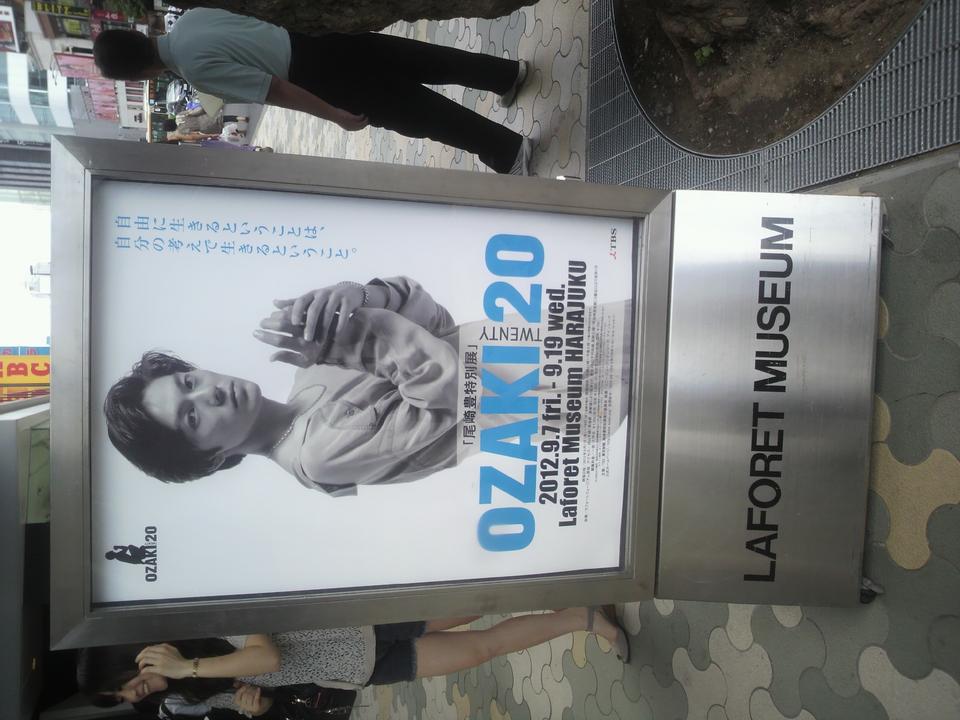 OZAKI20
自由に生きるということは、
自分の考えで生きるということ。
「尾崎豊特別展」
TWENTY
OZAKI20
2012.9.7 fri. - 9.19 wed.
Laforet Museum HARAJUKU
TBS
LAFORET MUSEUM
BLITZ
B
C